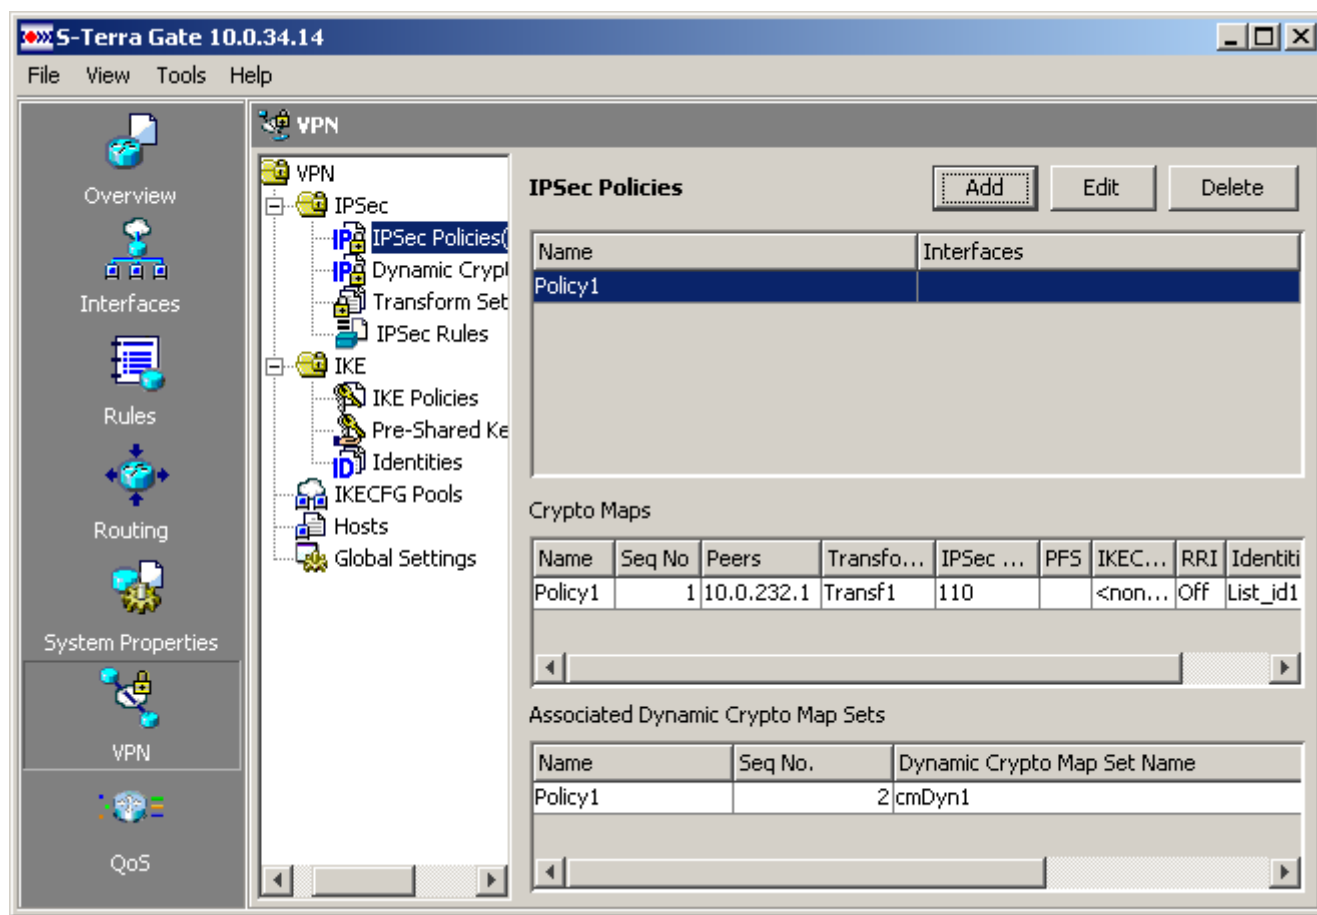 S-Terra Gate 10.0.34.14
File View Tools Help
Overview
Interfaces
Rules
Routing
System Properties
VPN
QoS
VPN
VPN
IPSec
IPSec Policies(
Dynamic Crypt
Transform Set
IPSec Rules
IKE
IKE Policies
Pre-Shared Ke
Identities
IKECFG Pools
Hosts
Global Settings
IPSec Policies Add Edit Delete
Name Interfaces
Policy1
Crypto Maps
Name Seq No Peers Transfo... IPSec ... PFS IKEC... RRI Identiti
Policy1 1 10.0.232.1 Transf1 110 <non... Off List_id1
Associated Dynamic Crypto Map Sets
Name Seq No. Dynamic Crypto Map Set Name
Policy1 2 cmDyn1